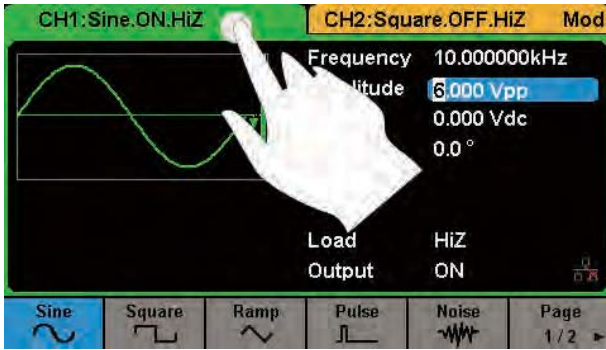 CH1:Sine.ON.HiZ CH2:Square.OFF.HiZ Mod
Frequency 10.000000kHz
6.000 Vpp
0.000 Vdc
0.0 °
Load HiZ
Output ON
Sine Square Ramp Pulse Noise Page
1/2